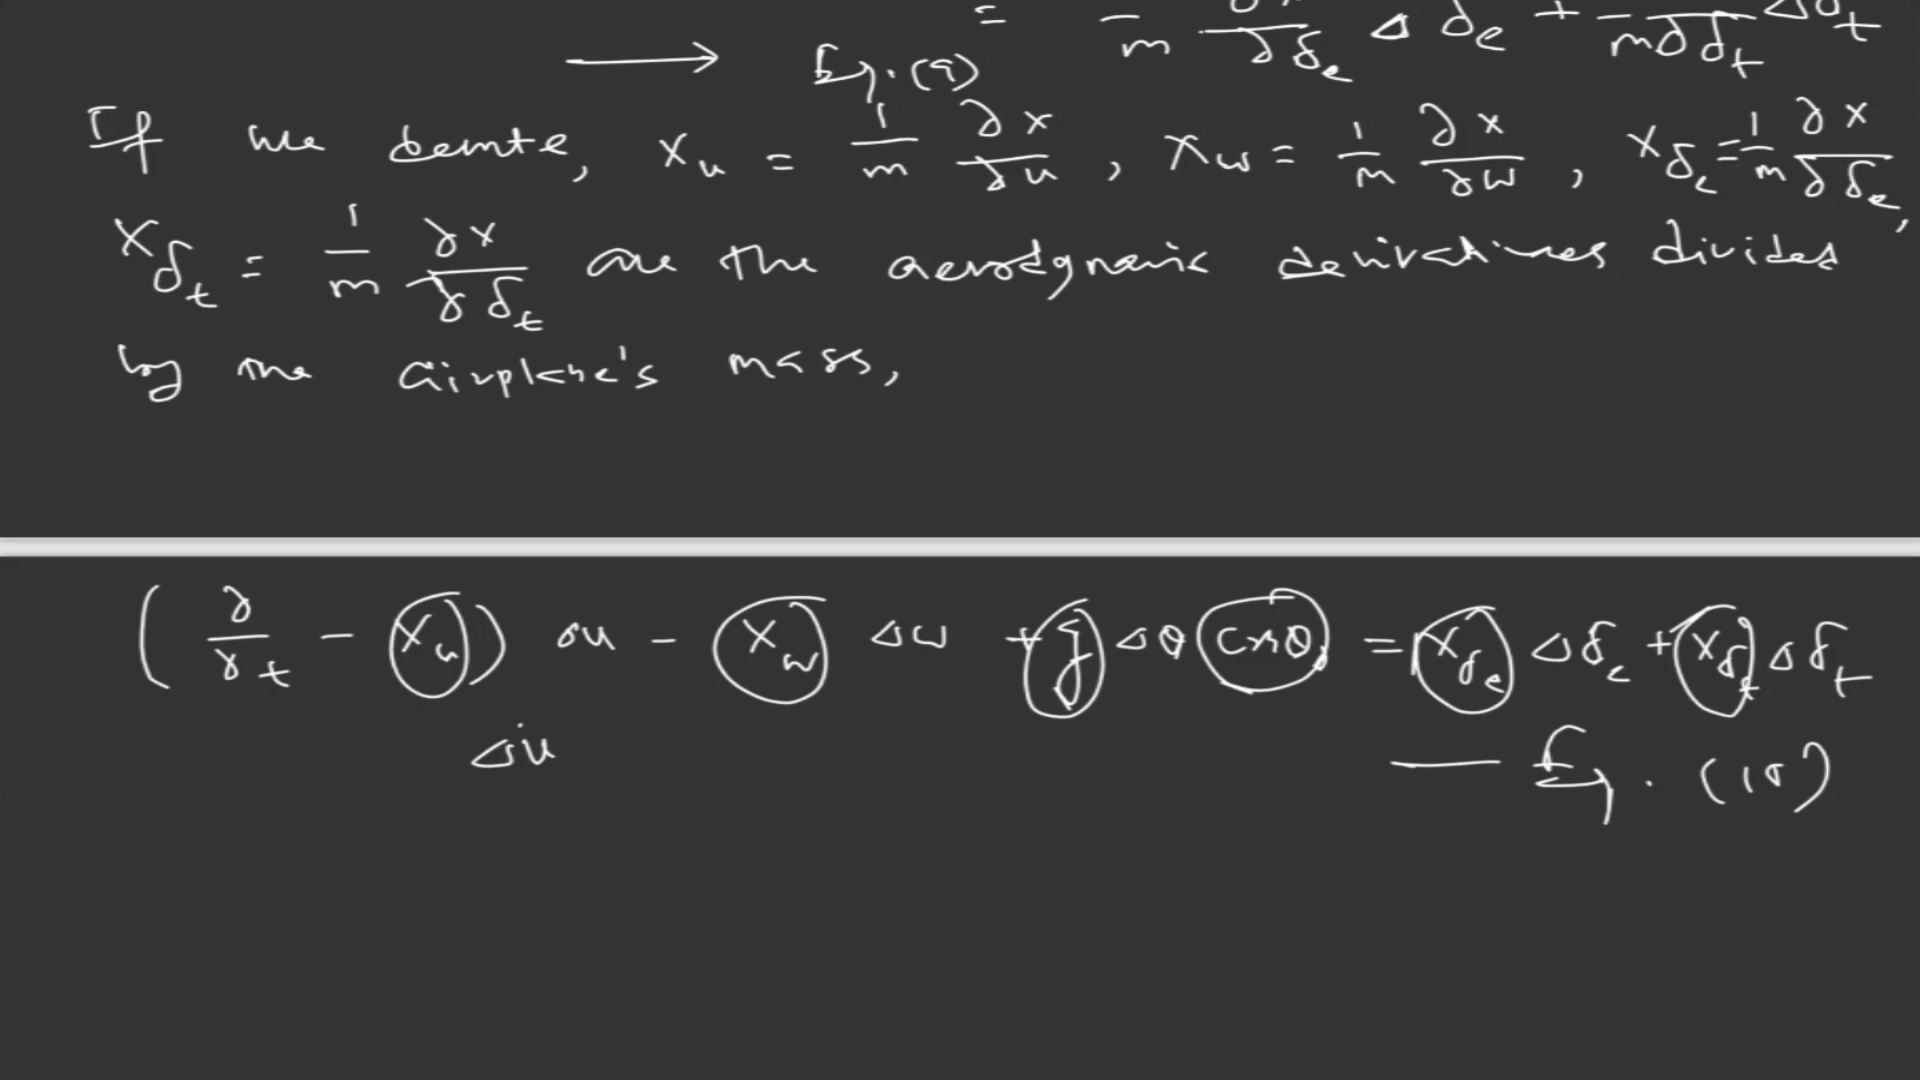 = 1/m ∂x/∂δe Δδe + 1/m ∂x/∂δt Δδt
⟶ Eq. (9)
If we denote, Xu = 1/m ∂x/∂u, Xw = 1/m ∂x/∂w, Xδe = 1/m ∂x/∂δe,
Xδt = 1/m ∂x/∂δt are the aerodynamic derivatives divided
by the airplane's mass,
(∂/∂t − Xu) Δu − Xw Δw + g Δθ cosθ₀ = Xδe Δδe + Xδt Δδt
Δu̇ — Eq. (10)